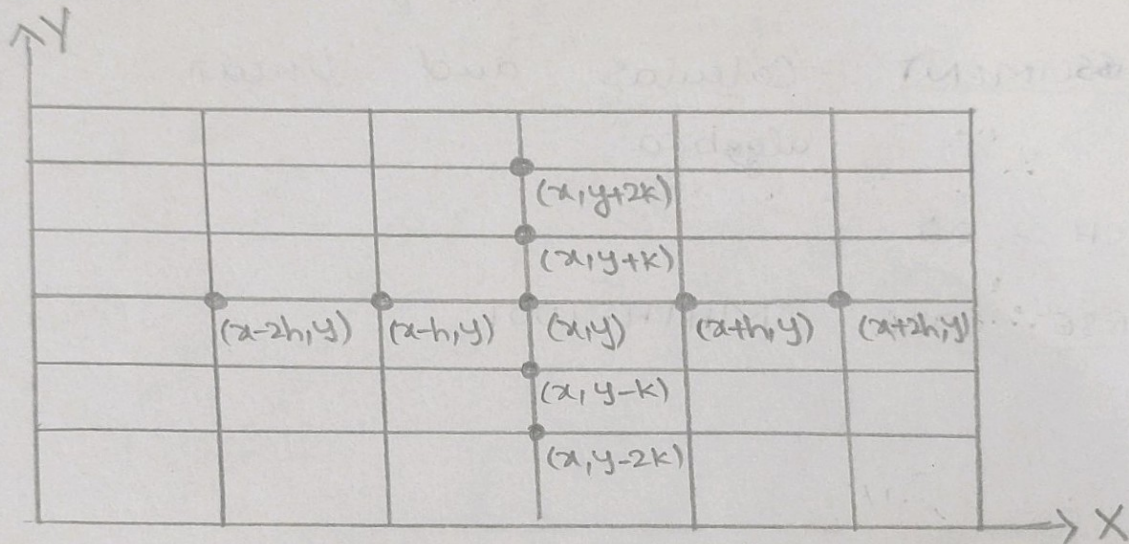 Y
(x, y+2k)
(x, y+k)
(x-2h, y) (x-h, y) (x, y) (x+h, y) (x+2h, y)
(x, y-k)
(x, y-2k)
X